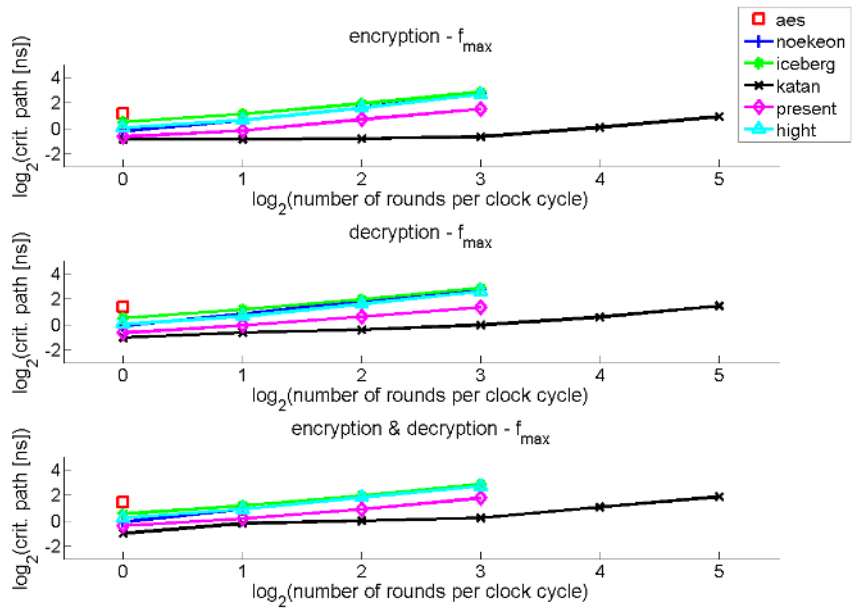 aes
noekeon
iceberg
katan
present
hight
encryption - fmax
log2(crit. path [ns])
4
2
0
-2
0 1 2 3 4 5
log2(number of rounds per clock cycle)
decryption - fmax
log2(crit. path [ns])
4
2
0
-2
0 1 2 3 4 5
log2(number of rounds per clock cycle)
encryption & decryption - fmax
log2(crit. path [ns])
4
2
0
-2
0 1 2 3 4 5
log2(number of rounds per clock cycle)